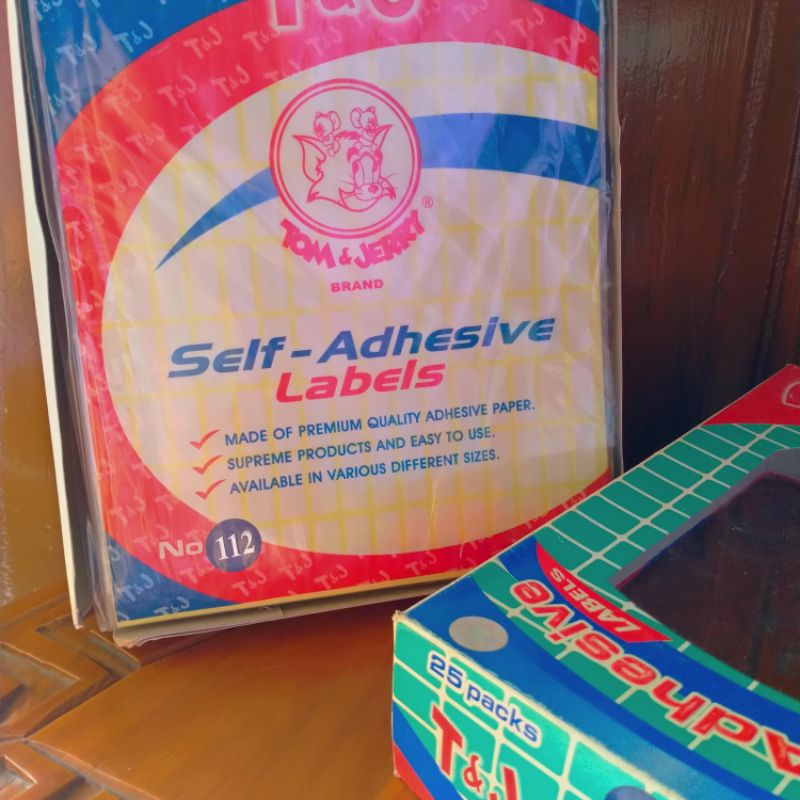 T&J
TOM & JERRY ®
BRAND
Self-Adhesive
Labels
MADE OF PREMIUM QUALITY ADHESIVE PAPER.
SUPREME PRODUCTS AND EASY TO USE.
AVAILABLE IN VARIOUS DIFFERENT SIZES.
No 112
Adhesive
LABELS
25 packs
T&J